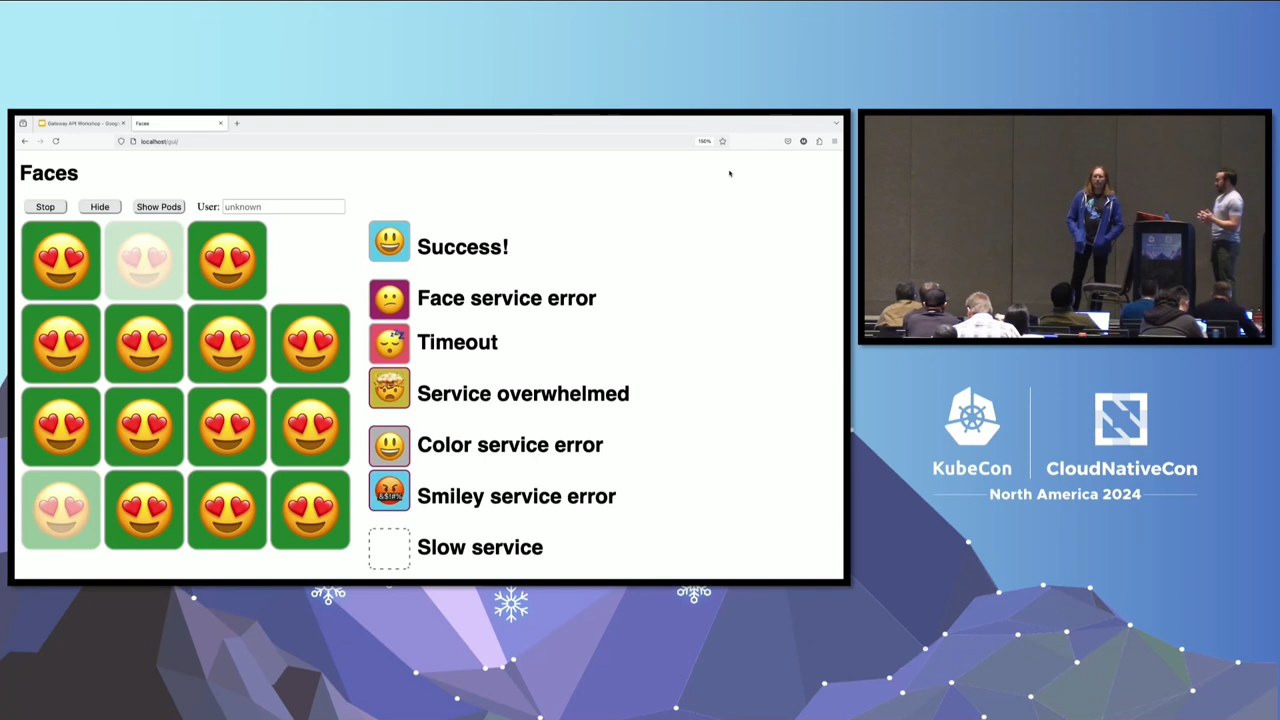 Gateway API Workshop - Goog
Faces
localhost/gui/
150%
Faces
Stop
Hide
Show Pods
User:
unknown
Success!
Face service error
Timeout
Service overwhelmed
Color service error
&$!#%
Smiley service error
Slow service
KubeCon
CloudNativeCon
North America 2024